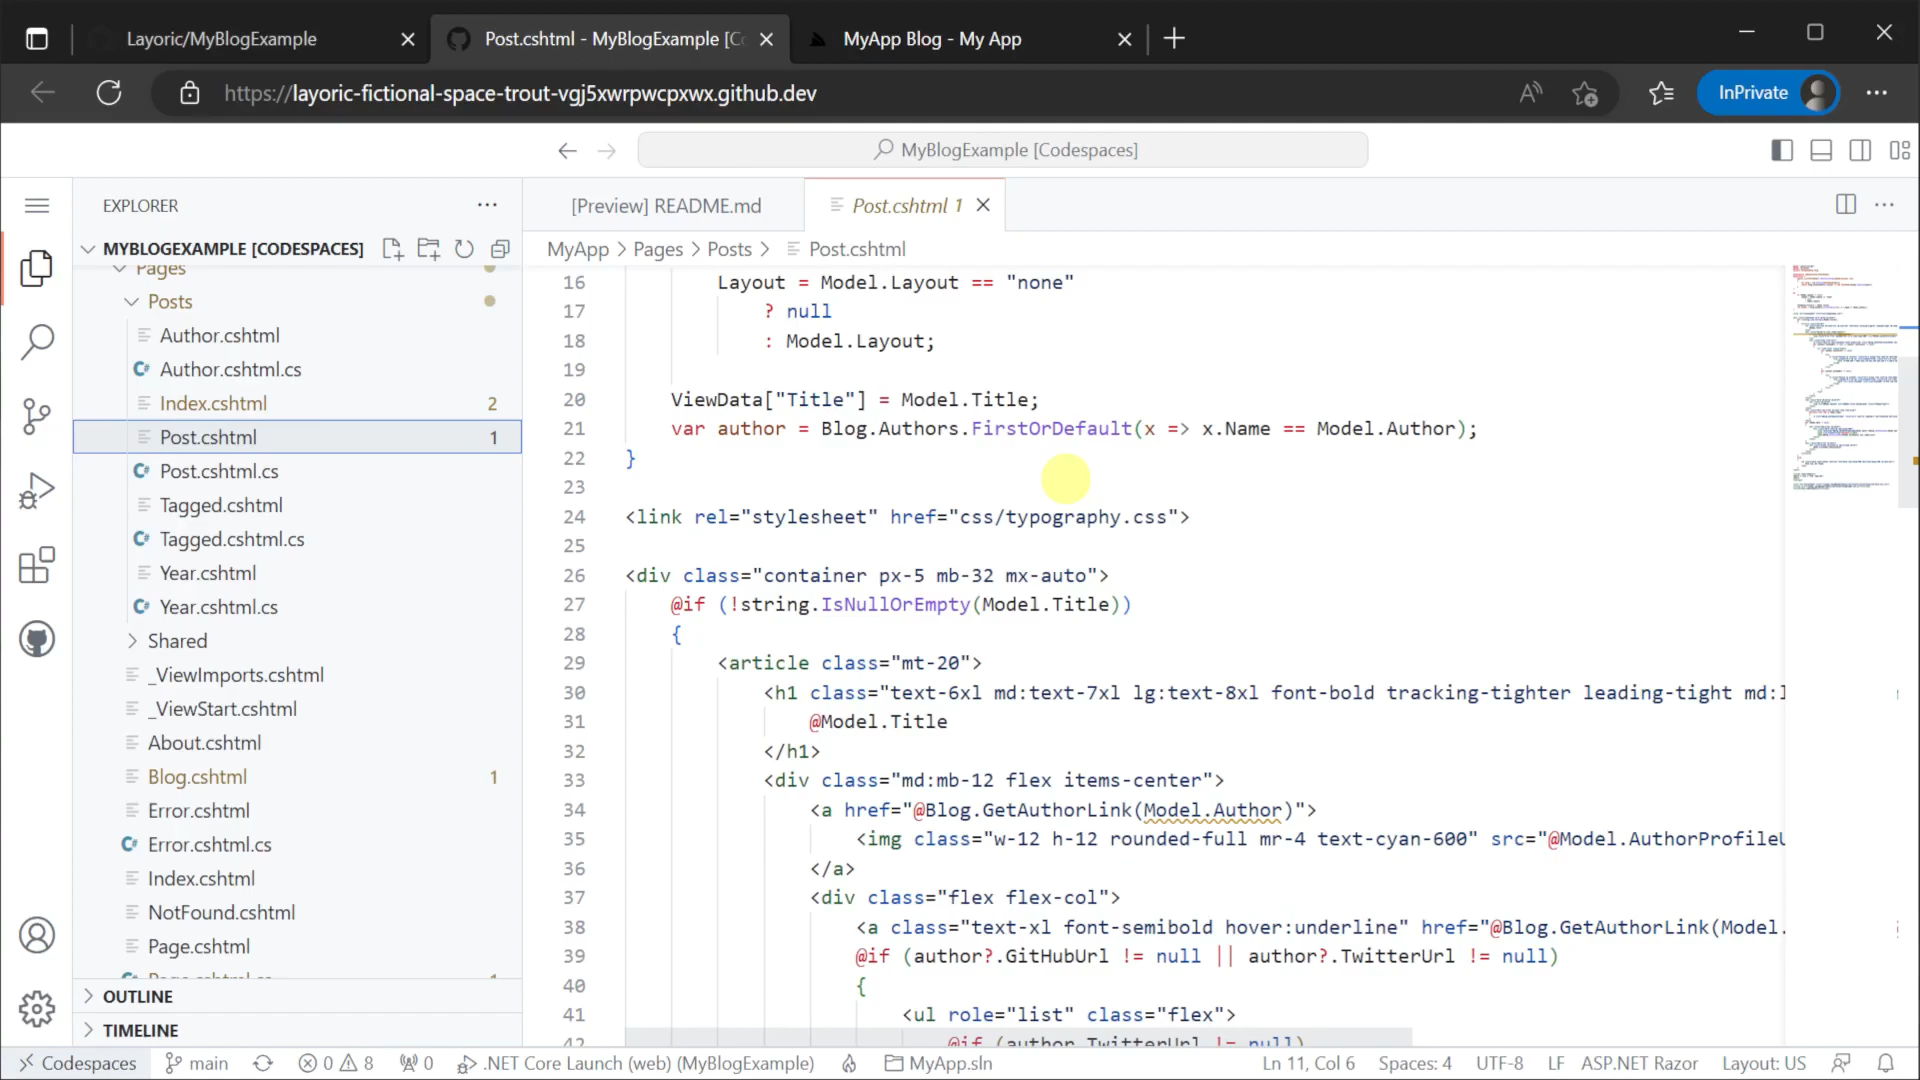 Layoric/MyBlogExample
Post.cshtml - MyBlogExample [Co
MyApp Blog - My App
https://layoric-fictional-space-trout-vgj5xwrpwcpxwx.github.dev
InPrivate
MyBlogExample [Codespaces]
EXPLORER
[Preview] README.md
Post.cshtml 1
MYBLOGEXAMPLE [CODESPACES]
MyApp > Pages > Posts > Post.cshtml
Pages
Posts
Author.cshtml
Author.cshtml.cs
Index.cshtml 2
Post.cshtml 1
Post.cshtml.cs
Tagged.cshtml
Tagged.cshtml.cs
Year.cshtml
Year.cshtml.cs
Shared
_ViewImports.cshtml
_ViewStart.cshtml
About.cshtml
Blog.cshtml 1
Error.cshtml
Error.cshtml.cs
Index.cshtml
NotFound.cshtml
Page.cshtml
Page.cshtml.cs 1
OUTLINE
TIMELINE
16 Layout = Model.Layout == "none"
17 ? null
18 : Model.Layout;
19
20 ViewData["Title"] = Model.Title;
21 var author = Blog.Authors.FirstOrDefault(x => x.Name == Model.Author);
22 }
23
24 <link rel="stylesheet" href="css/typography.css">
25
26 <div class="container px-5 mb-32 mx-auto">
27 @if (!string.IsNullOrEmpty(Model.Title))
28 {
29 <article class="mt-20">
30 <h1 class="text-6xl md:text-7xl lg:text-8xl font-bold tracking-tighter leading-tight md:l
31 @Model.Title
32 </h1>
33 <div class="md:mb-12 flex items-center">
34 <a href="@Blog.GetAuthorLink(Model.Author)">
35 <img class="w-12 h-12 rounded-full mr-4 text-cyan-600" src="@Model.AuthorProfileU
36 </a>
37 <div class="flex flex-col">
38 <a class="text-xl font-semibold hover:underline" href="@Blog.GetAuthorLink(Model.
39 @if (author?.GitHubUrl != null || author?.TwitterUrl != null)
40 {
41 <ul role="list" class="flex">
42 @if (author.TwitterUrl != null)
Codespaces main 0 8 0 .NET Core Launch (web) (MyBlogExample) MyApp.sln Ln 11, Col 6 Spaces: 4 UTF-8 LF ASP.NET Razor Layout: US